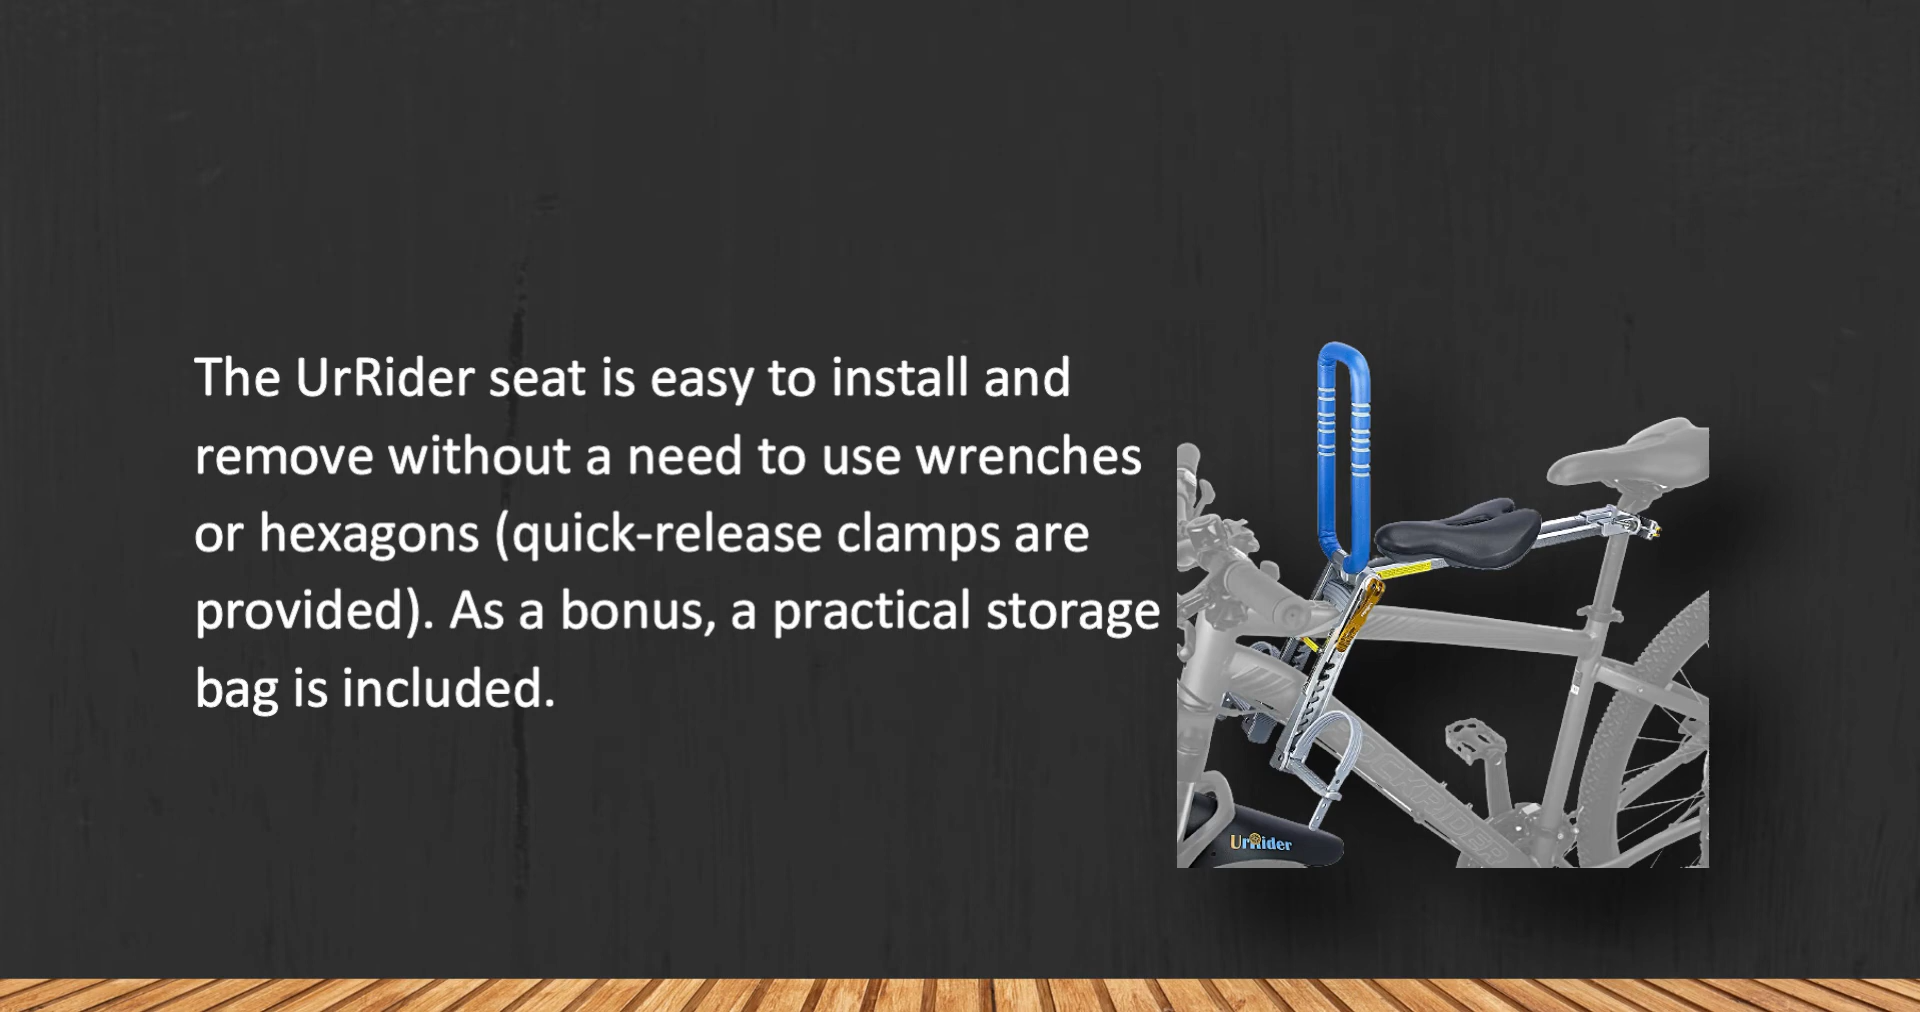 The UrRider seat is easy to install and
remove without a need to use wrenches
or hexagons (quick-release clamps are
provided). As a bonus, a practical storage
bag is included.
ROCKRIDER
UrRider